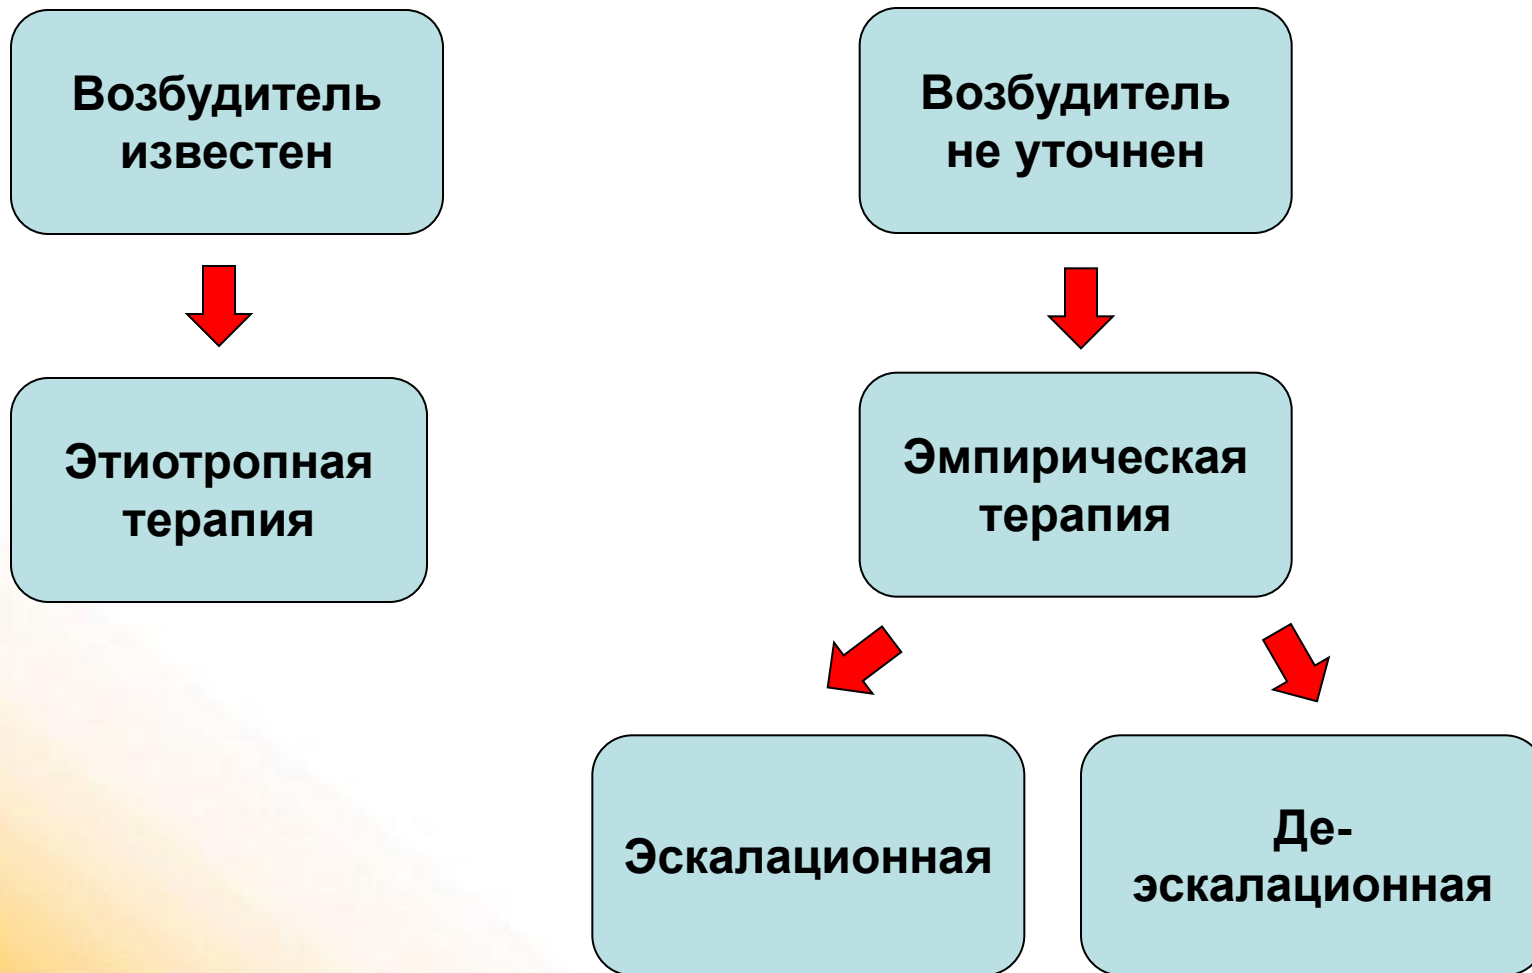 Возбудитель
известен
Возбудитель
не уточнен
Этиотропная
терапия
Эмпирическая
терапия
Эскалационная
Де-
эскалационная